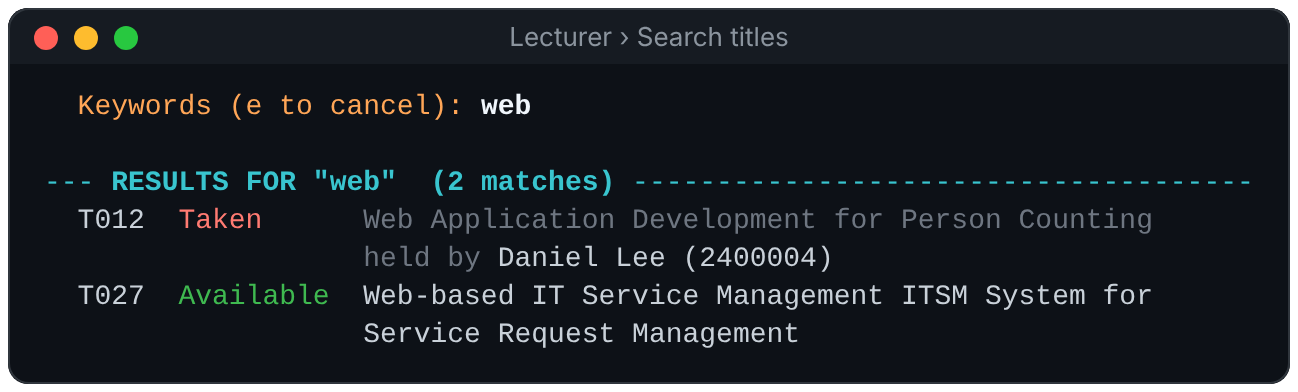 Lecturer › Search titles
Keywords (e to cancel): web
--- RESULTS FOR "web"  (2 matches) -------------------------------------
T012  Taken      Web Application Development for Person Counting
held by Daniel Lee (2400004)
T027  Available  Web-based IT Service Management ITSM System for
Service Request Management